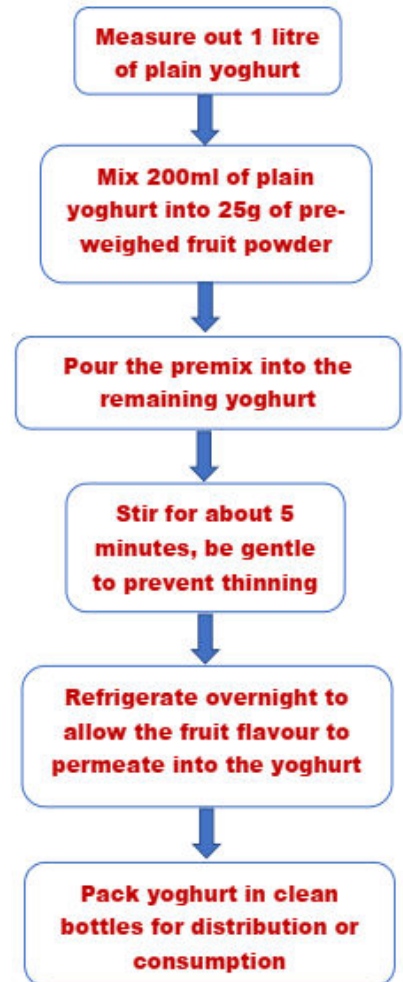 Measure out 1 litre
of plain yoghurt
Mix 200ml of plain
yoghurt into 25g of pre-
weighed fruit powder
Pour the premix into the
remaining yoghurt
Stir for about 5
minutes, be gentle
to prevent thinning
Refrigerate overnight to
allow the fruit flavour to
permeate into the yoghurt
Pack yoghurt in clean
bottles for distribution or
consumption